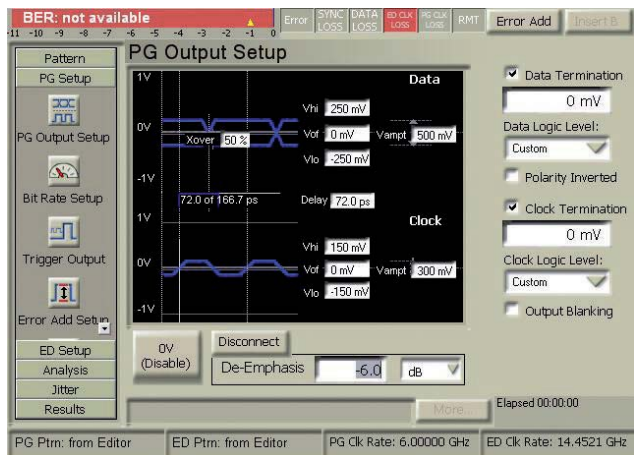 BER: not available
-11 -10 -9 -8 -7 -6 -5 -4 -3 -2 -1 0
Error
SYNC LOSS
DATA LOSS
ED CLK LOSS
PG CLK LOSS
RMT
Error Add
Insert B.
Pattern
PG Setup
PG Output Setup
Bit Rate Setup
Trigger Output
Error Add Setup
ED Setup
Analysis
Jitter
Results
PG Output Setup
1V
Data
Vhi 250 mV
0V
Xover 50 %
Vof 0 mV
Vampt 500 mV
Vlo -250 mV
-1V
72.0 of 166.7 ps
Delay 72.0 ps
1V
Clock
Vhi 150 mV
0V
Vof 0 mV
Vampt 300 mV
Vlo -150 mV
-1V
0V
(Disable)
Disconnect
De-Emphasis -6.0 dB
More...
Data Termination
0 mV
Data Logic Level:
Custom
Polarity Inverted
Clock Termination
0 mV
Clock Logic Level:
Custom
Output Blanking
Elapsed 00:00:00
PG Ptrn: from Editor
ED Ptrn: from Editor
PG Clk Rate: 6.00000 GHz
ED Clk Rate: 14.4521 GHz